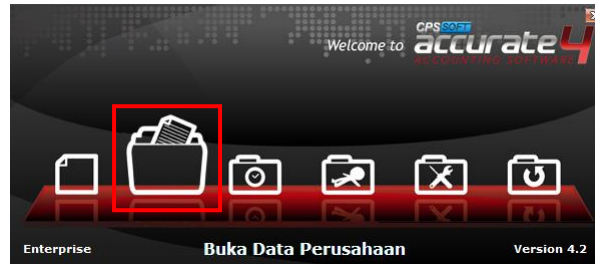 CPSSOFT
Welcome to accurate 4
ACCOUNTING SOFTWARE
Enterprise Buka Data Perusahaan Version 4.2